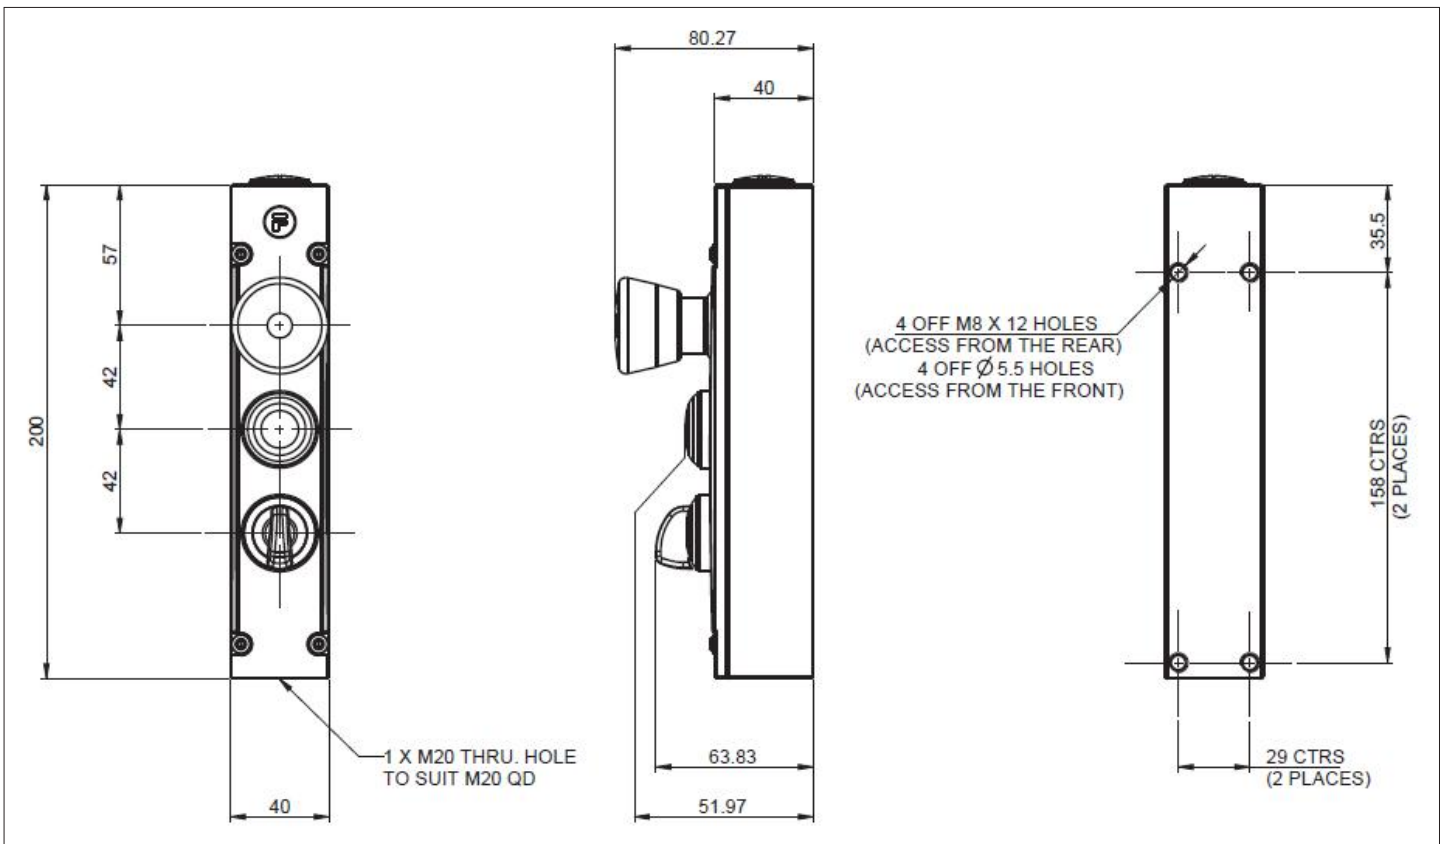 80.27
40
57
42
42
200
1 X M20 THRU. HOLE
TO SUIT M20 QD
40
63.83
51.97
35.5
4 OFF M8 X 12 HOLES
(ACCESS FROM THE REAR)
4 OFF Ø 5.5 HOLES
(ACCESS FROM THE FRONT)
158 CTRS
(2 PLACES)
29 CTRS
(2 PLACES)